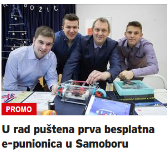 PROMO
U rad puštena prva besplatna
e-punionica u Samoboru